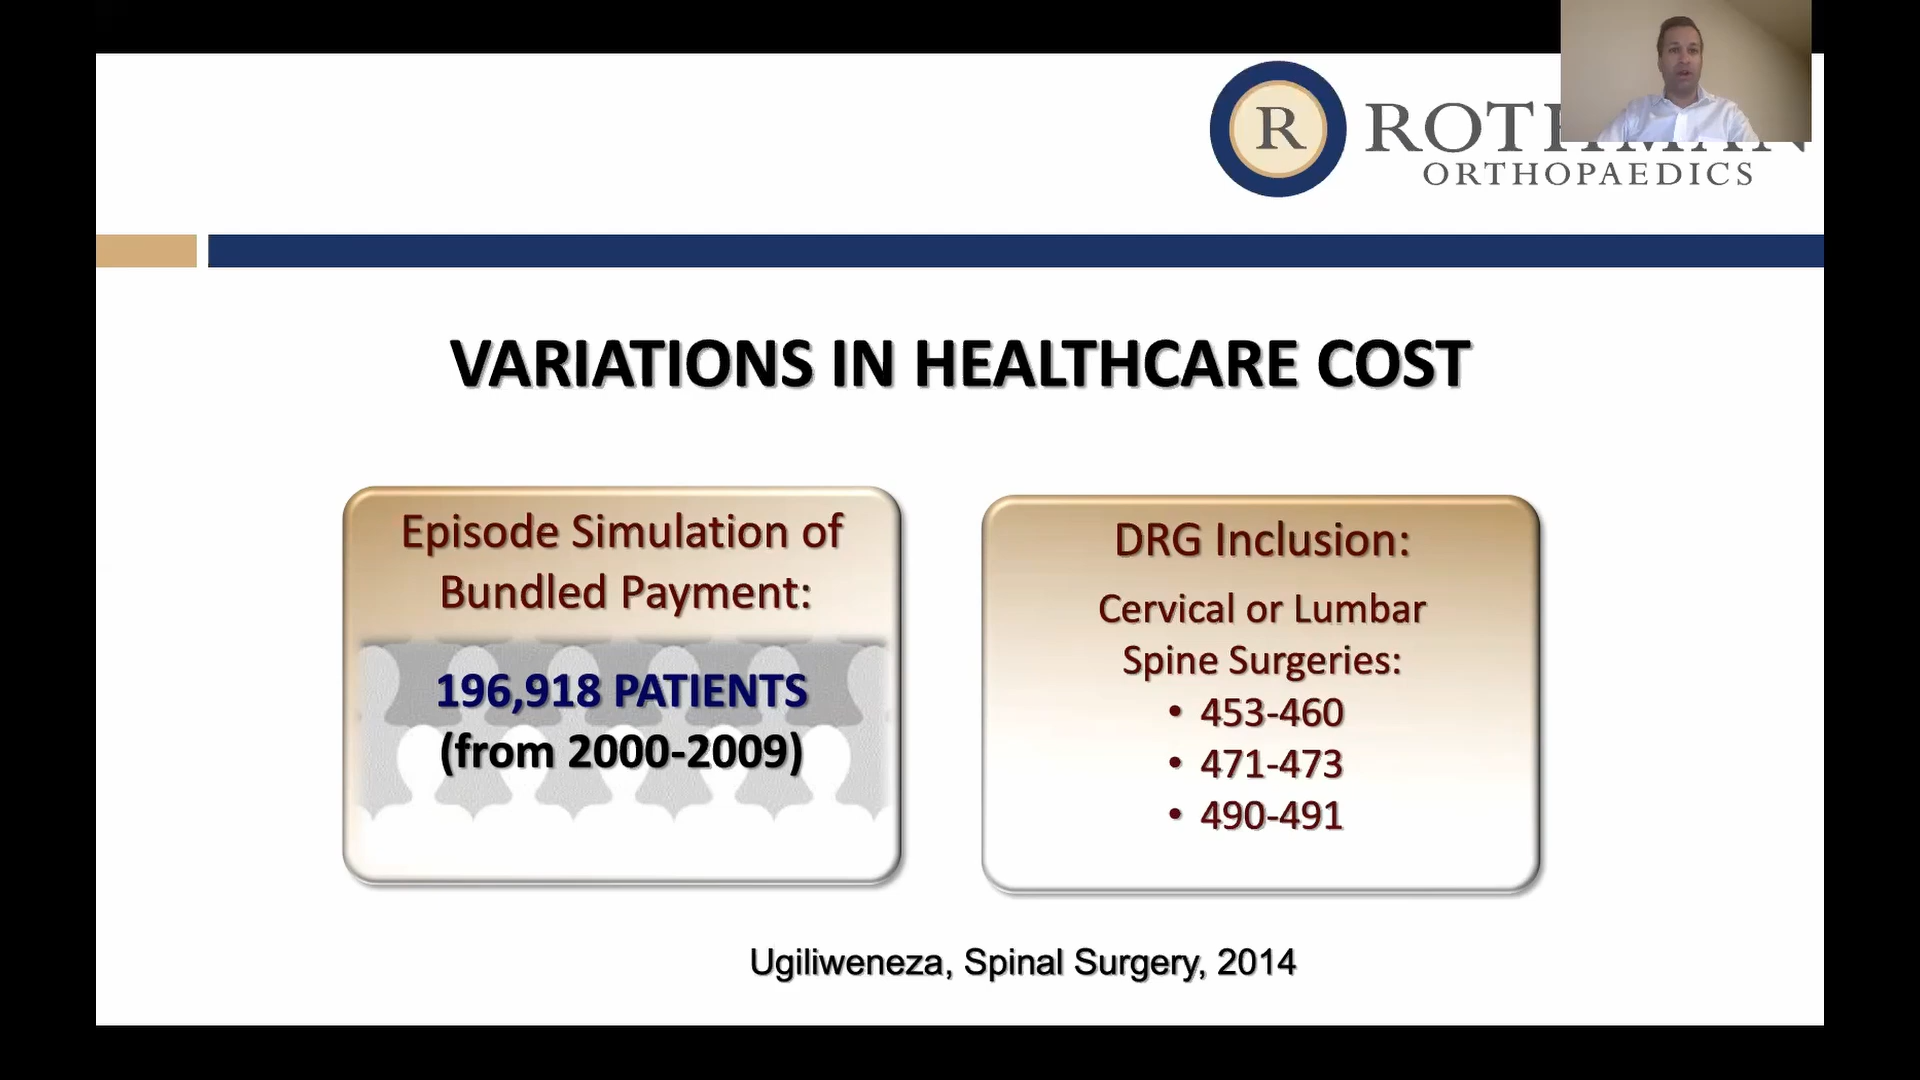 R
ORTHOPAEDICS
VARIATIONS IN HEALTHCARE COST
Episode Simulation of
Bundled Payment:
196,918 PATIENTS
(from 2000-2009)
DRG Inclusion:
Cervical or Lumbar
Spine Surgeries:
• 453-460
• 471-473
• 490-491
Ugiliweneza, Spinal Surgery, 2014